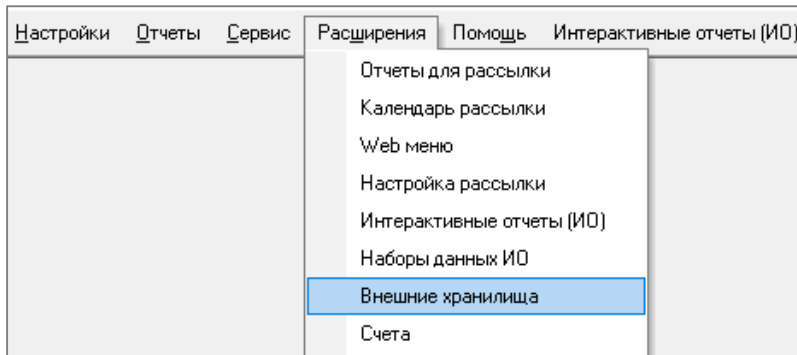 Настройки Отчеты Сервис Расширения Помощь Интерактивные отчеты (ИО)
Отчеты для рассылки
Календарь рассылки
Web меню
Настройка рассылки
Интерактивные отчеты (ИО)
Наборы данных ИО
Внешние хранилища
Счета